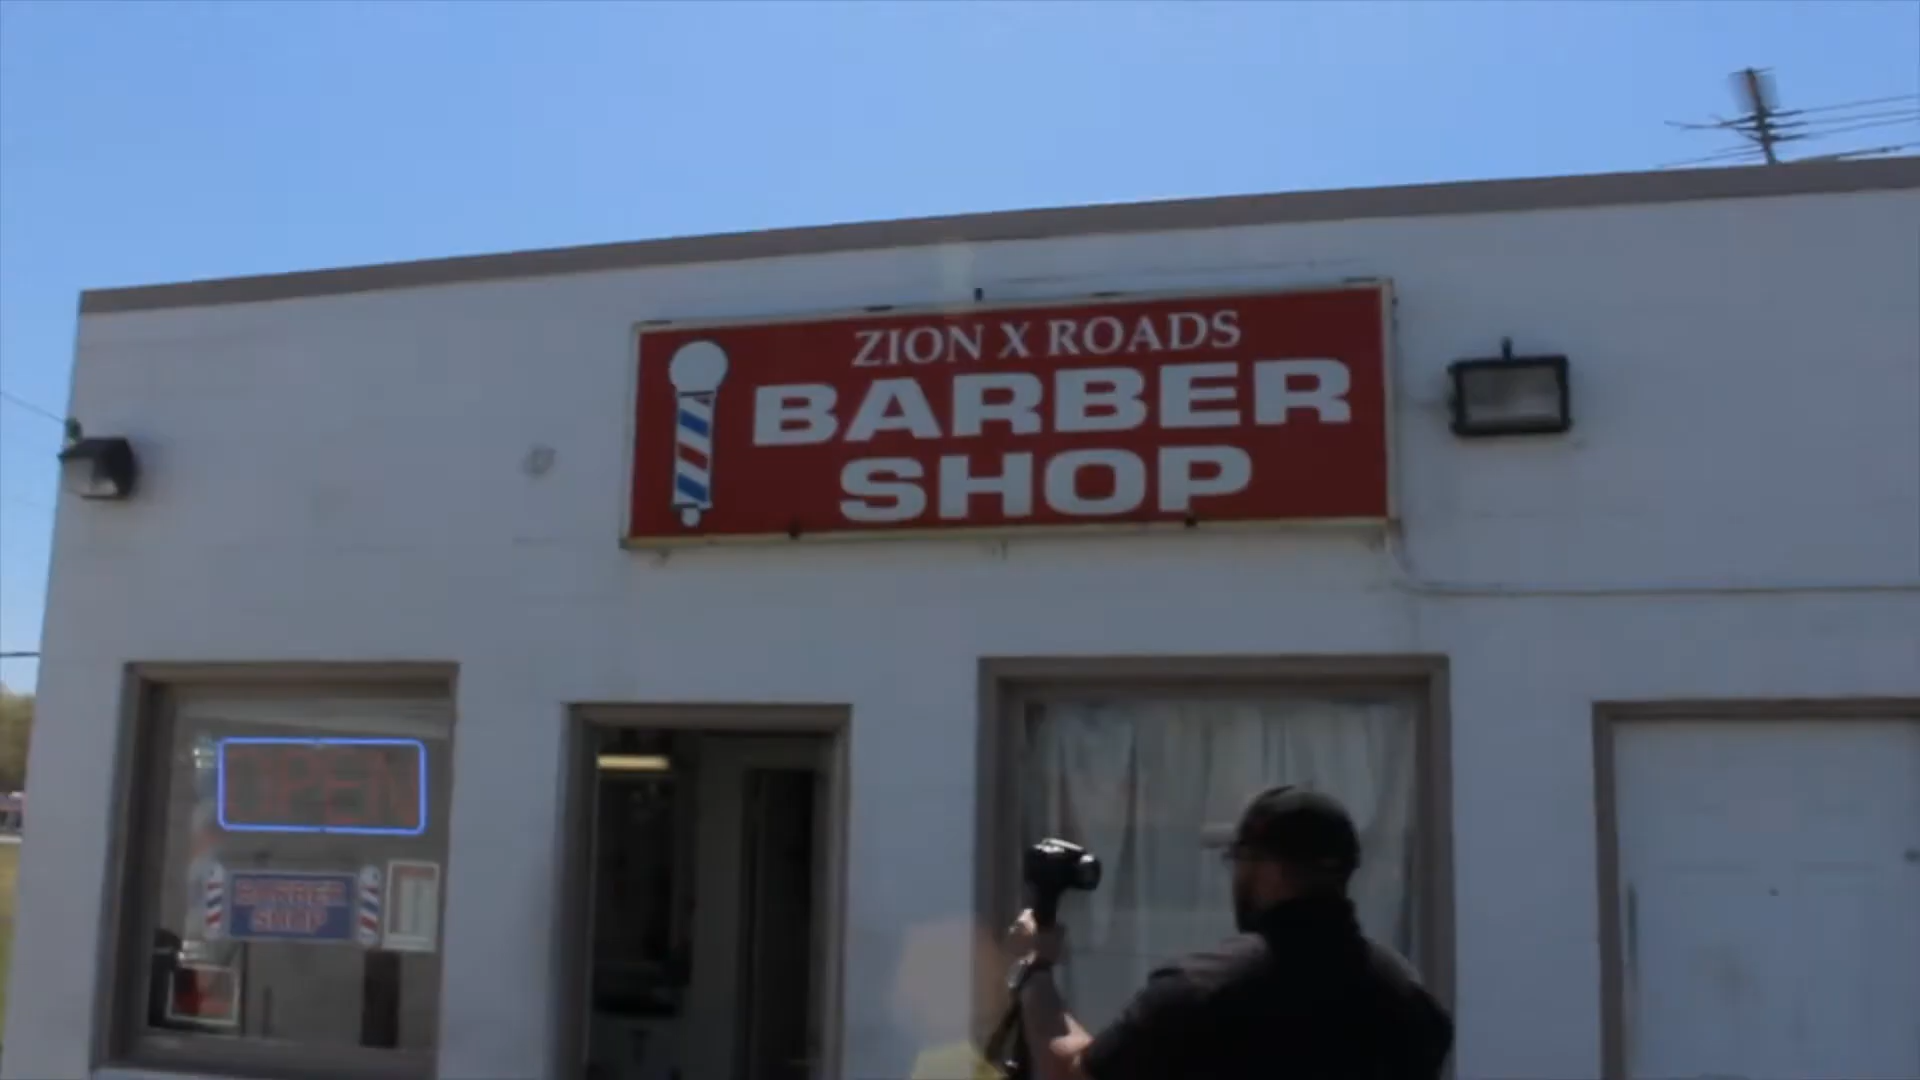 ZION X ROADS
BARBER
SHOP
OPEN
BARBER
SHOP